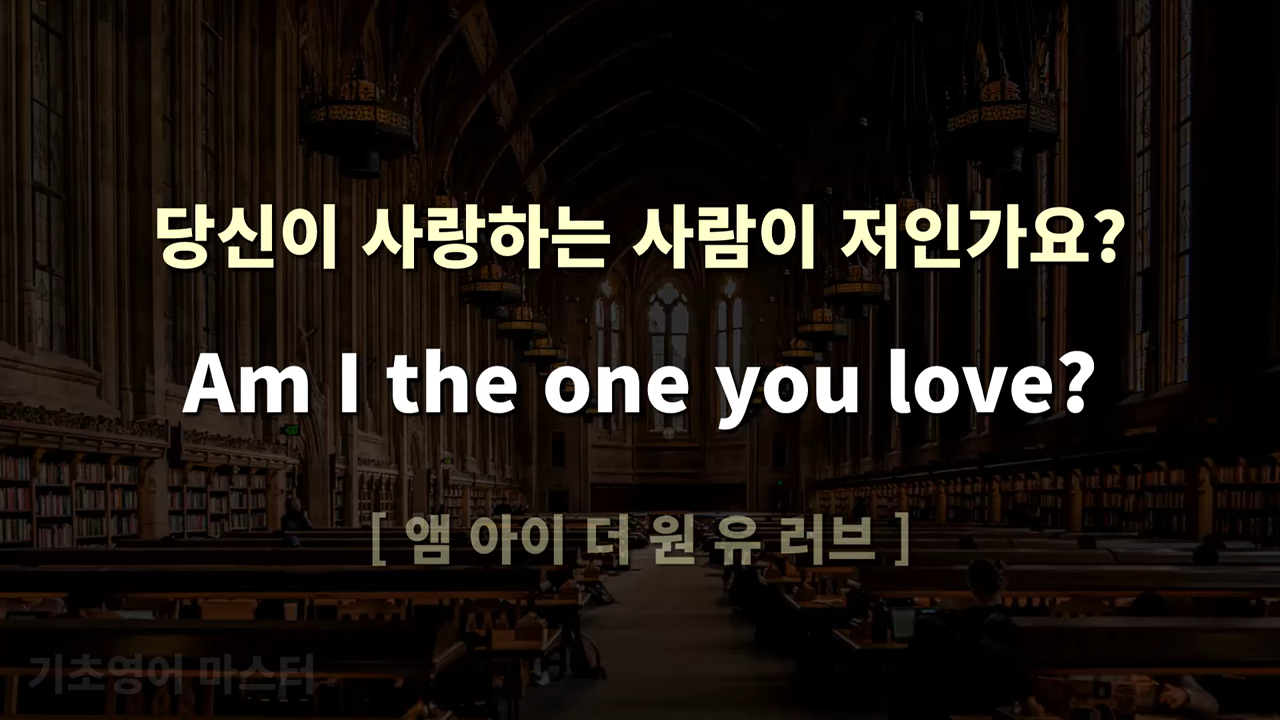 당신이 사랑하는 사람이 저인가요?
Am I the one you love?
[ 앰 아이 더 원 유 러브 ]
기초영어 마스터